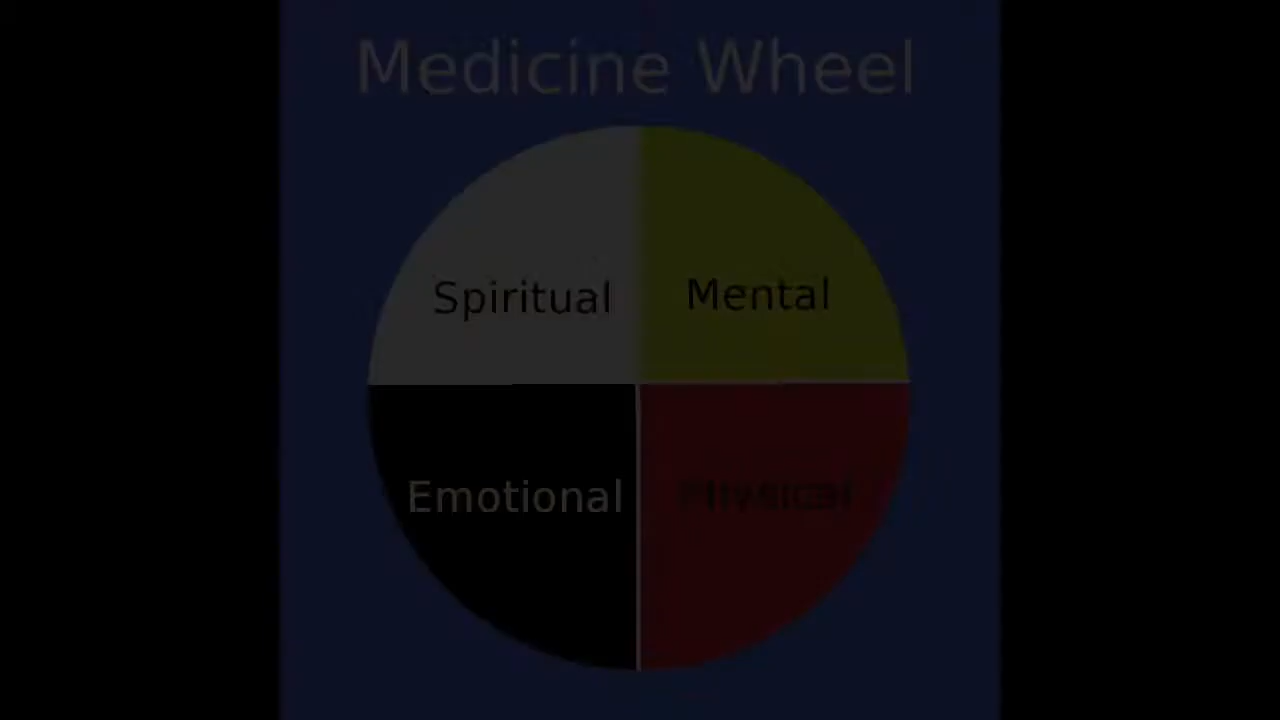 Medicine Wheel
Spiritual
Mental
Emotional
Physical